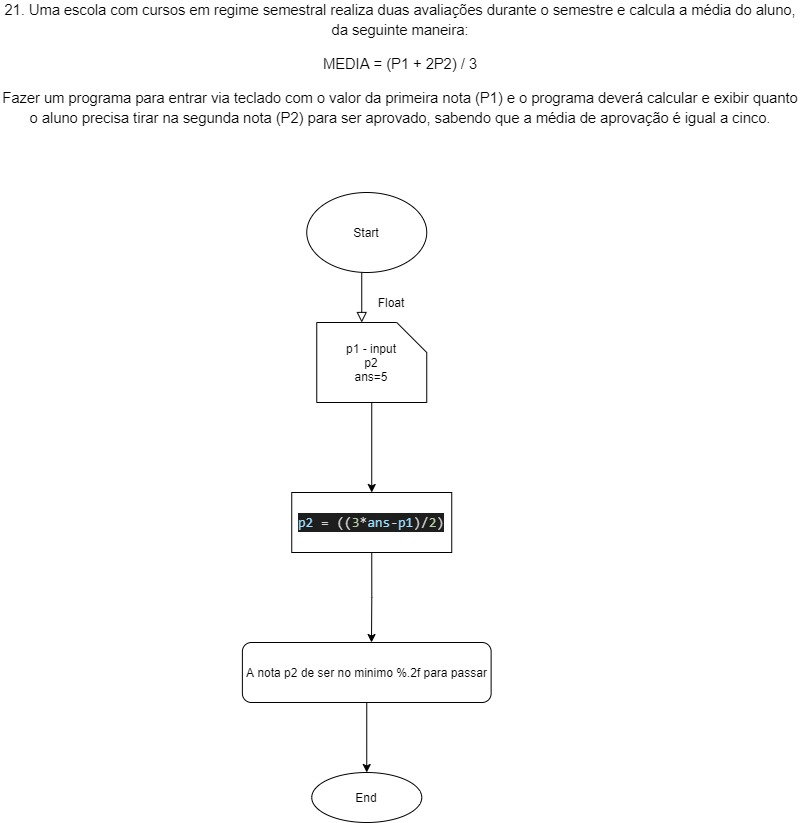 21. Uma escola com cursos em regime semestral realiza duas avaliações durante o semestre e calcula a média do aluno,
da seguinte maneira:
MEDIA = (P1 + 2P2) / 3
Fazer um programa para entrar via teclado com o valor da primeira nota (P1) e o programa deverá calcular e exibir quanto
o aluno precisa tirar na segunda nota (P2) para ser aprovado, sabendo que a média de aprovação é igual a cinco.
Start
Float
p1 - input
p2
ans=5
p2 = ((3*ans-p1)/2)
A nota p2 de ser no minimo %.2f para passar
End